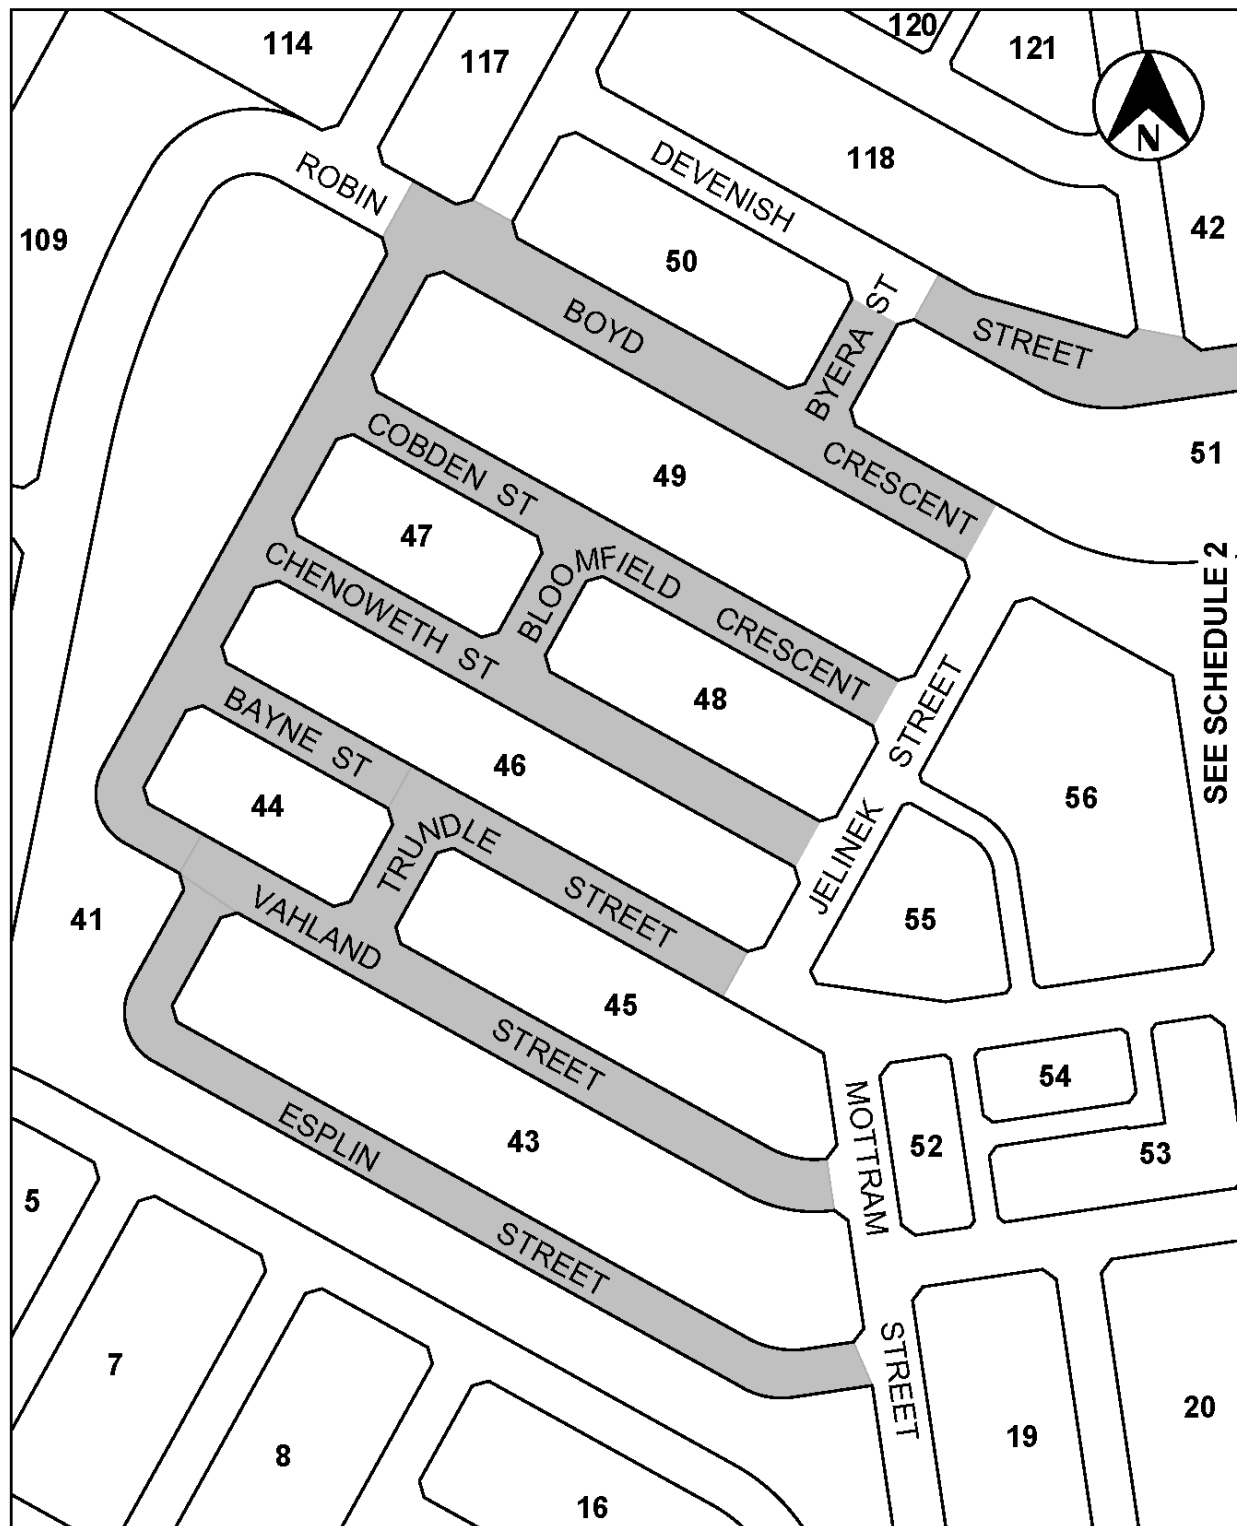 120
114
117
121
N
118
DEVENISH
ROBIN
109
42
50
ST
BOYD
STREET
BYERA
COBDEN ST
CRESCENT
51
49
47
BLOOMFIELD CRESCENT
CHENOWETH ST
SEE SCHEDULE 2
48
STREET
BAYNE ST
46
56
44
JELINEK
TRUNDLE STREET
VAHLAND
55
41
45
STREET
54
MOTTRAM
ESPLIN
43
52
53
5
STREET
STREET
7
20
19
8
16